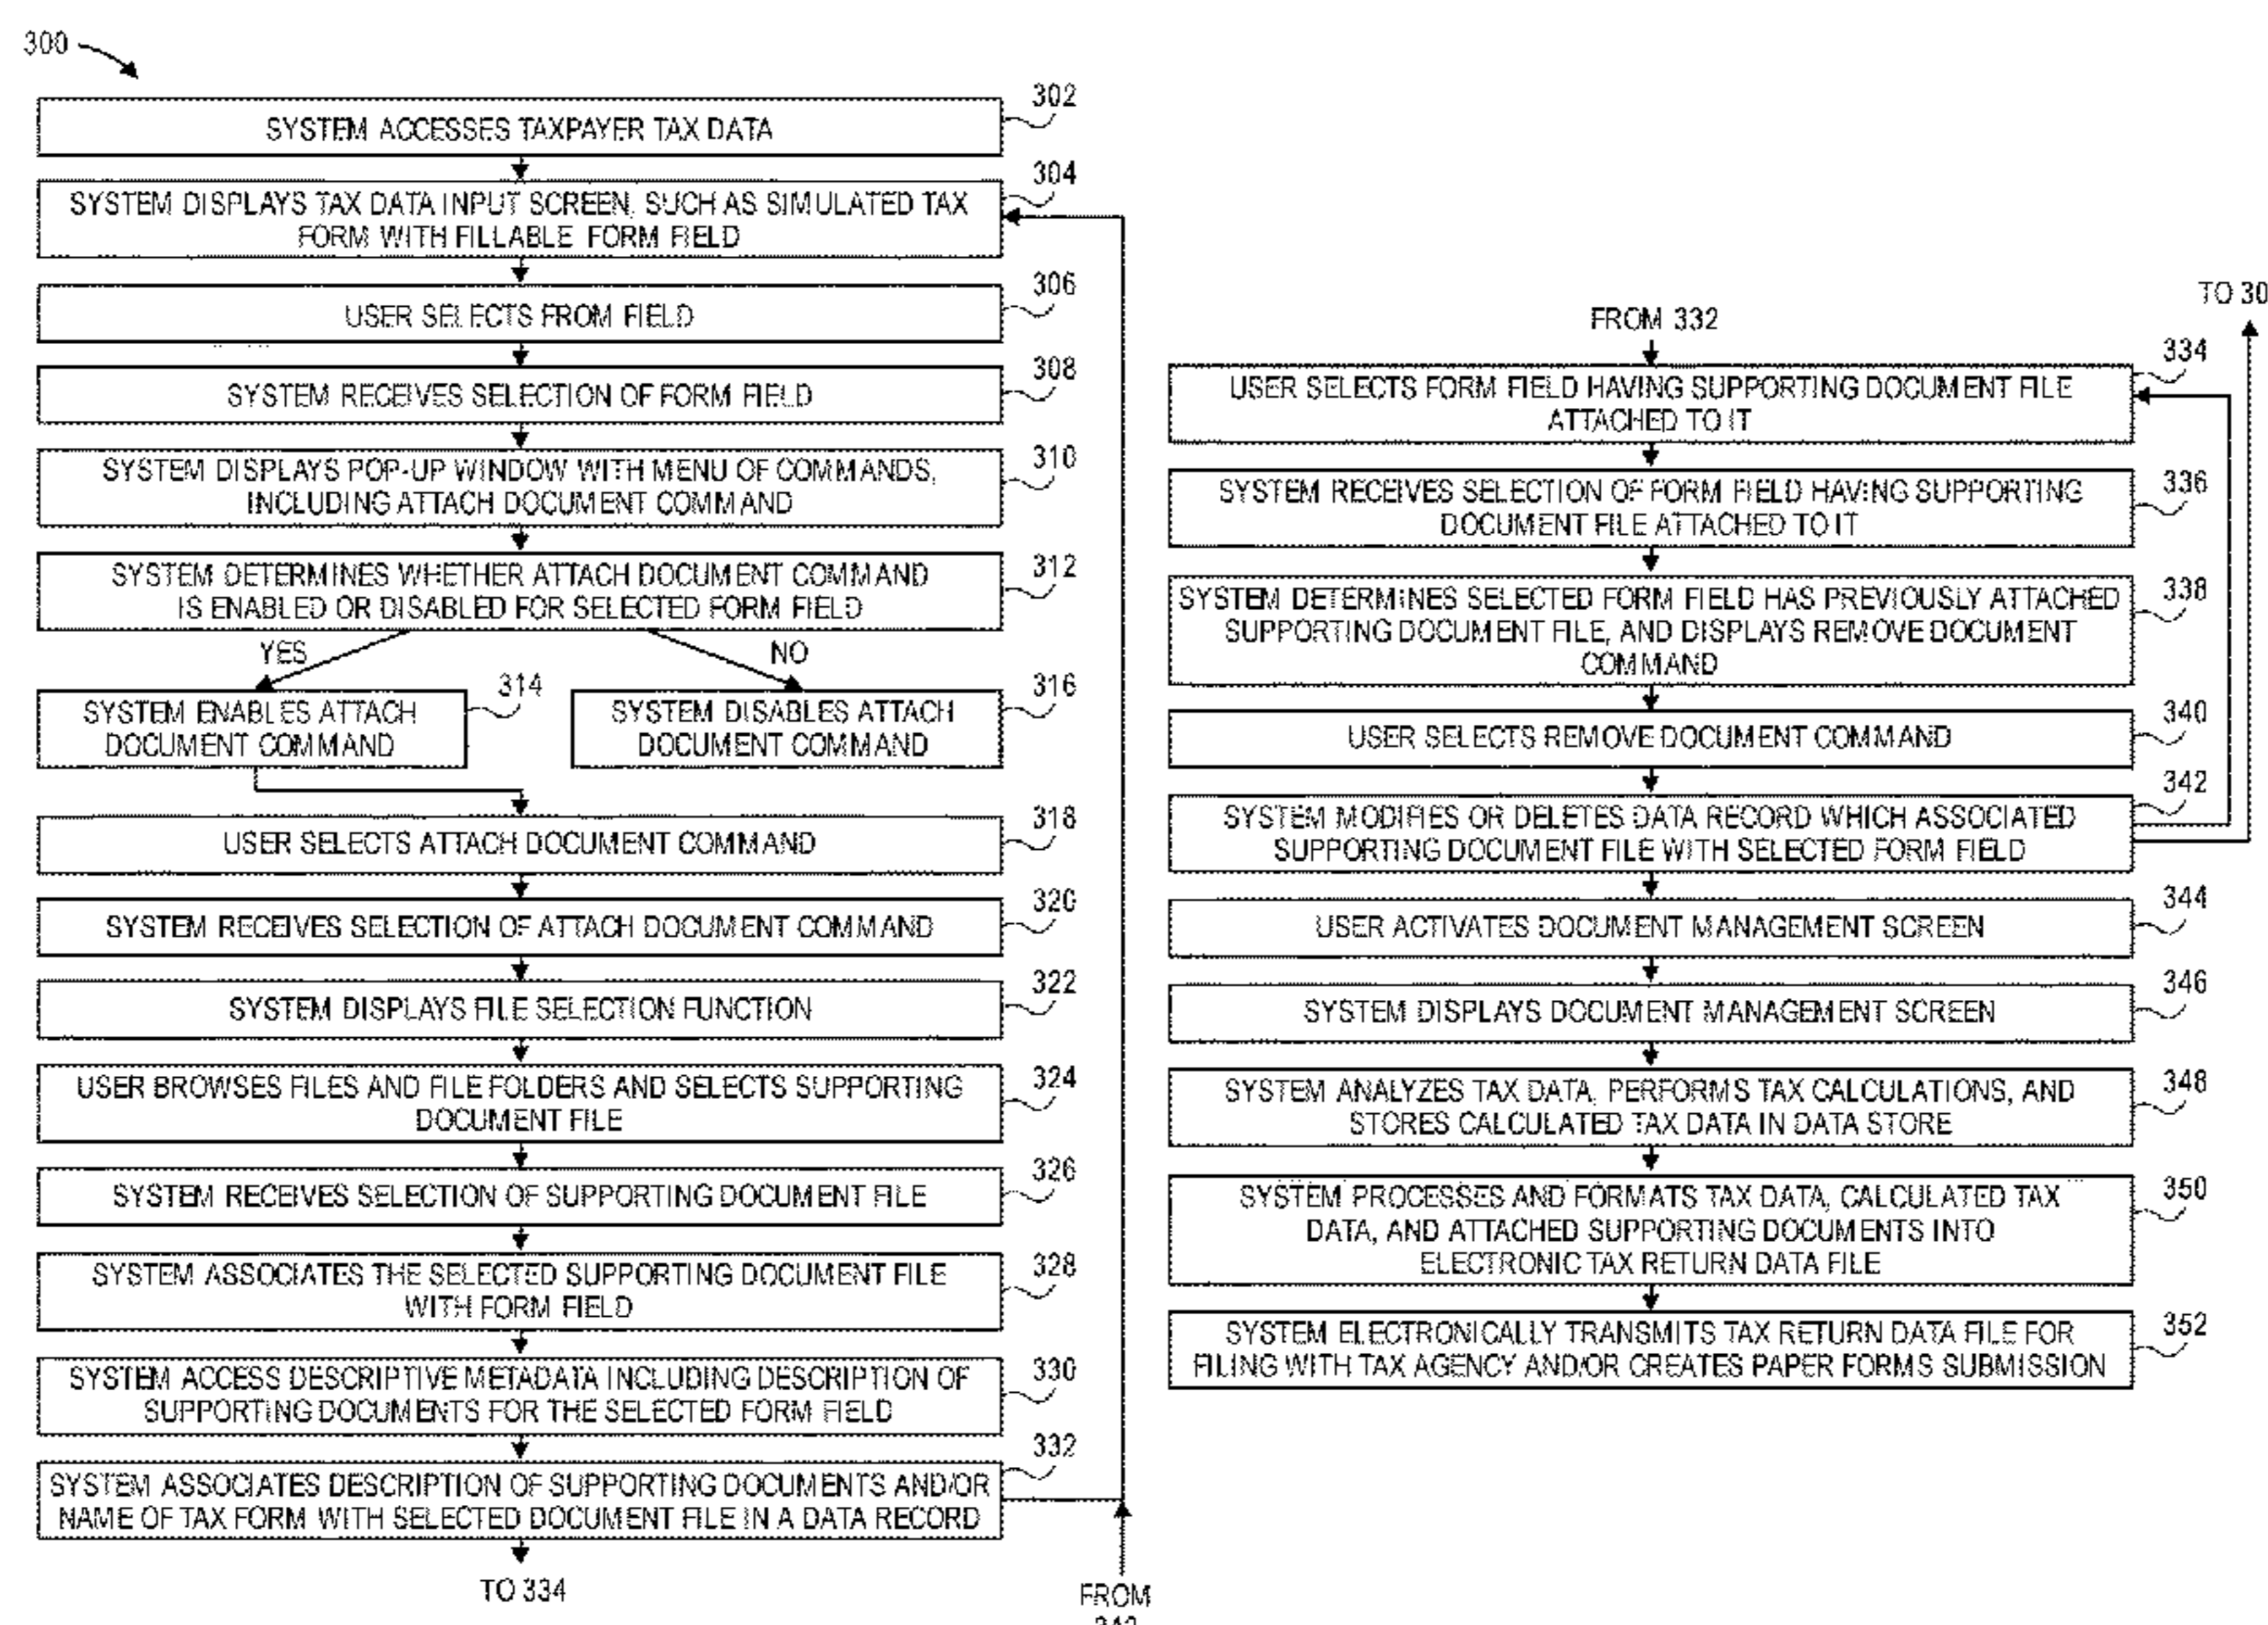 300
302
SYSTEM ACCESSES TAXPAYER TAX DATA
304
SYSTEM DISPLAYS TAX DATA INPUT SCREEN, SUCH AS SIMULATED TAX
FORM WITH FILLABLE FORM FIELD
306
USER SELECTS FROM FIELD
308
SYSTEM RECEIVES SELECTION OF FORM FIELD
310
SYSTEM DISPLAYS POP-UP WINDOW WITH MENU OF COMMANDS,
INCLUDING ATTACH DOCUMENT COMMAND
312
SYSTEM DETERMINES WHETHER ATTACH DOCUMENT COMMAND
IS ENABLED OR DISABLED FOR SELECTED FORM FIELD
YES
NO
314
SYSTEM ENABLES ATTACH
DOCUMENT COMMAND
316
SYSTEM DISABLES ATTACH
DOCUMENT COMMAND
318
USER SELECTS ATTACH DOCUMENT COMMAND
320
SYSTEM RECEIVES SELECTION OF ATTACH DOCUMENT COMMAND
322
SYSTEM DISPLAYS FILE SELECTION FUNCTION
324
USER BROWSES FILES AND FILE FOLDERS AND SELECTS SUPPORTING
DOCUMENT FILE
326
SYSTEM RECEIVES SELECTION OF SUPPORTING DOCUMENT FILE
328
SYSTEM ASSOCIATES THE SELECTED SUPPORTING DOCUMENT FILE
WITH FORM FIELD
330
SYSTEM ACCESS DESCRIPTIVE METADATA INCLUDING DESCRIPTION OF
SUPPORTING DOCUMENTS FOR THE SELECTED FORM FIELD
332
SYSTEM ASSOCIATES DESCRIPTION OF SUPPORTING DOCUMENTS AND/OR
NAME OF TAX FORM WITH SELECTED DOCUMENT FILE IN A DATA RECORD
TO 334
FROM
TO 30
FROM 332
334
USER SELECTS FORM FIELD HAVING SUPPORTING DOCUMENT FILE
ATTACHED TO IT
336
SYSTEM RECEIVES SELECTION OF FORM FIELD HAVING SUPPORTING
DOCUMENT FILE ATTACHED TO IT
338
SYSTEM DETERMINES SELECTED FORM FIELD HAS PREVIOUSLY ATTACHED
SUPPORTING DOCUMENT FILE, AND DISPLAYS REMOVE DOCUMENT
COMMAND
340
USER SELECTS REMOVE DOCUMENT COMMAND
342
SYSTEM MODIFIES OR DELETES DATA RECORD WHICH ASSOCIATED
SUPPORTING DOCUMENT FILE WITH SELECTED FORM FIELD
344
USER ACTIVATES DOCUMENT MANAGEMENT SCREEN
346
SYSTEM DISPLAYS DOCUMENT MANAGEMENT SCREEN
348
SYSTEM ANALYZES TAX DATA, PERFORMS TAX CALCULATIONS, AND
STORES CALCULATED TAX DATA IN DATA STORE
350
SYSTEM PROCESSES AND FORMATS TAX DATA, CALCULATED TAX
DATA, AND ATTACHED SUPPORTING DOCUMENTS INTO
ELECTRONIC TAX RETURN DATA FILE
352
SYSTEM ELECTRONICALLY TRANSMITS TAX RETURN DATA FILE FOR
FILING WITH TAX AGENCY AND/OR CREATES PAPER FORMS SUBMISSION